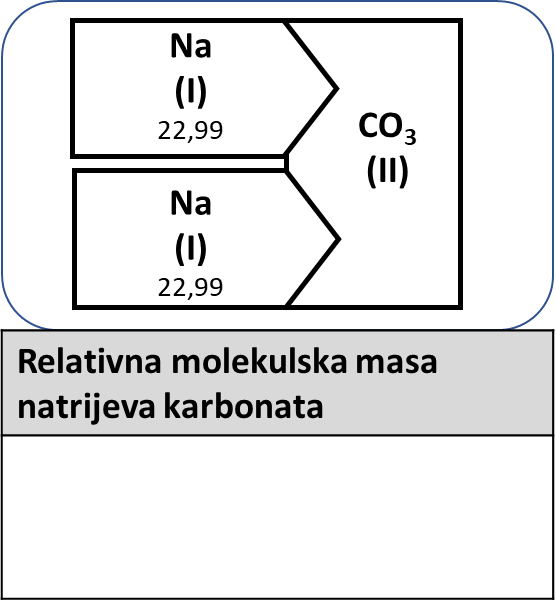 Na
(I)
22,99
CO₃
(II)
Na
(I)
22,99
Relativna molekulska masa
natrijeva karbonata